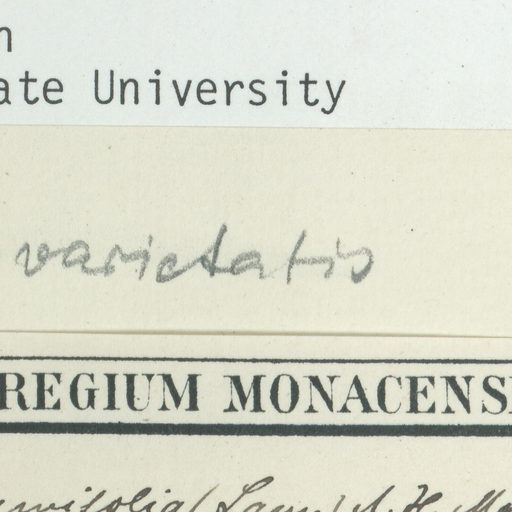 n
ate University
varietatis
REGIUM MONACENS